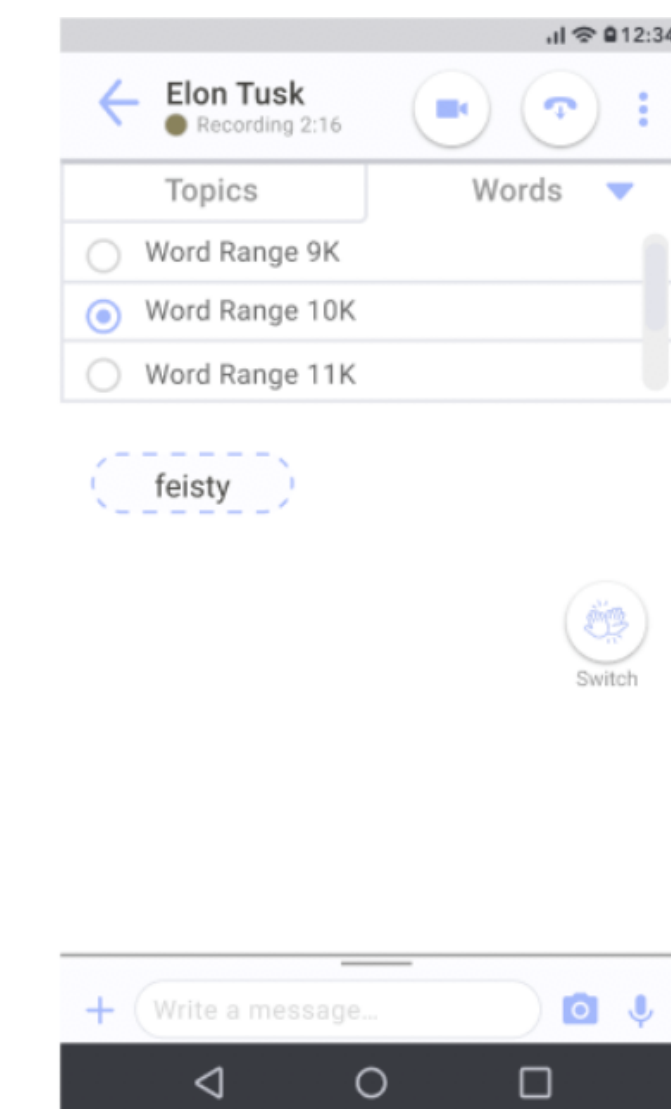 12:34
Elon Tusk
Recording 2:16
Topics Words
Word Range 9K
Word Range 10K
Word Range 11K
feisty
Switch
Write a message...